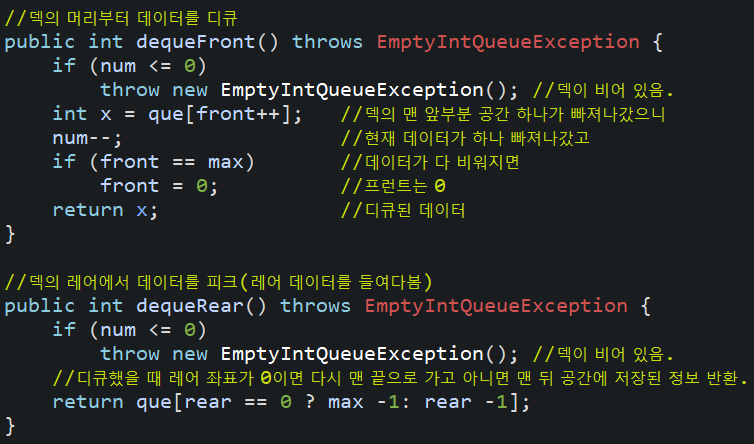 //덱의 머리부터 데이터를 디큐
public int dequeFront() throws EmptyIntQueueException {
    if (num <= 0)
        throw new EmptyIntQueueException(); //덱이 비어 있음.
    int x = que[front++];   //덱의 맨 앞부분 공간 하나가 빠져나갔으니
    num--;                  //현재 데이터가 하나 빠져나갔고
    if (front == max)       //데이터가 다 비워지면
        front = 0;          //프런트는 0
    return x;               //디큐된 데이터
}
//덱의 레어에서 데이터를 피크(레어 데이터를 들여다봄)
public int dequeRear() throws EmptyIntQueueException {
    if (num <= 0)
        throw new EmptyIntQueueException(); //덱이 비어 있음.
    //디큐했을 때 레어 좌표가 0이면 다시 맨 끝으로 가고 아니면 맨 뒤 공간에 저장된 정보 반환.
    return que[rear == 0 ? max -1: rear -1];
}